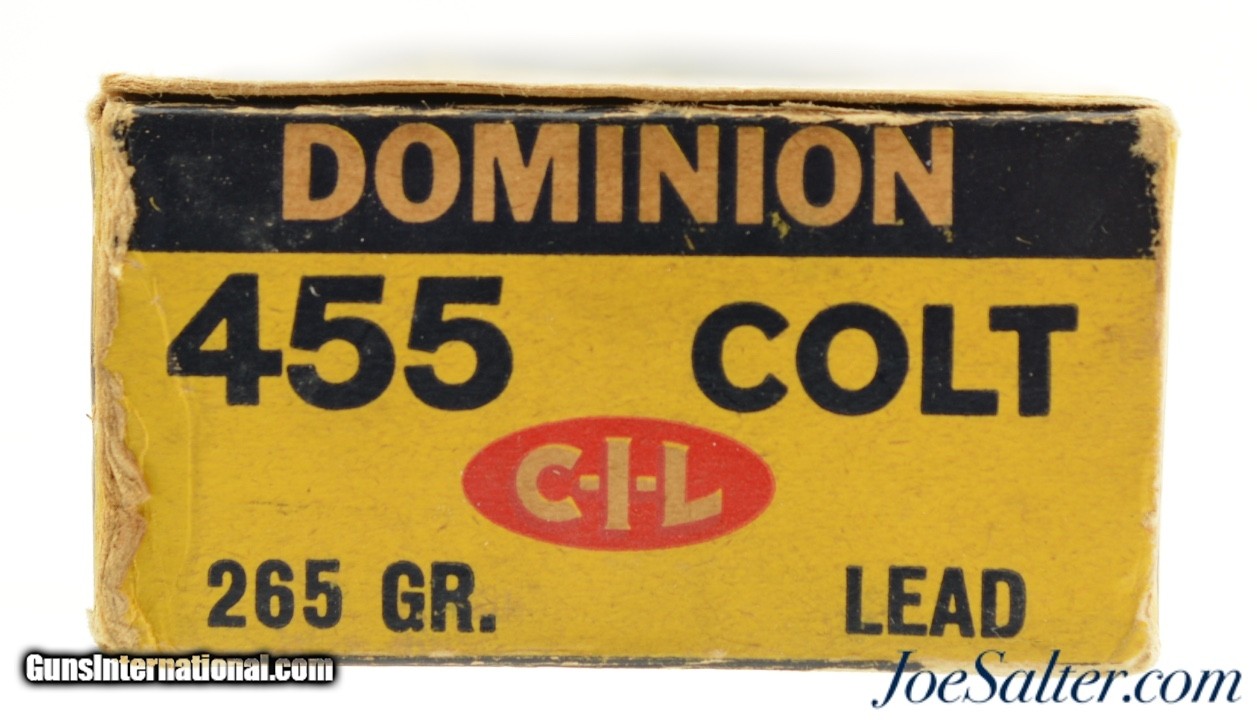 DOMINION
455 COLT
C-I-L
265 GR. LEAD
GunsInternational.com
JoeSalter.com